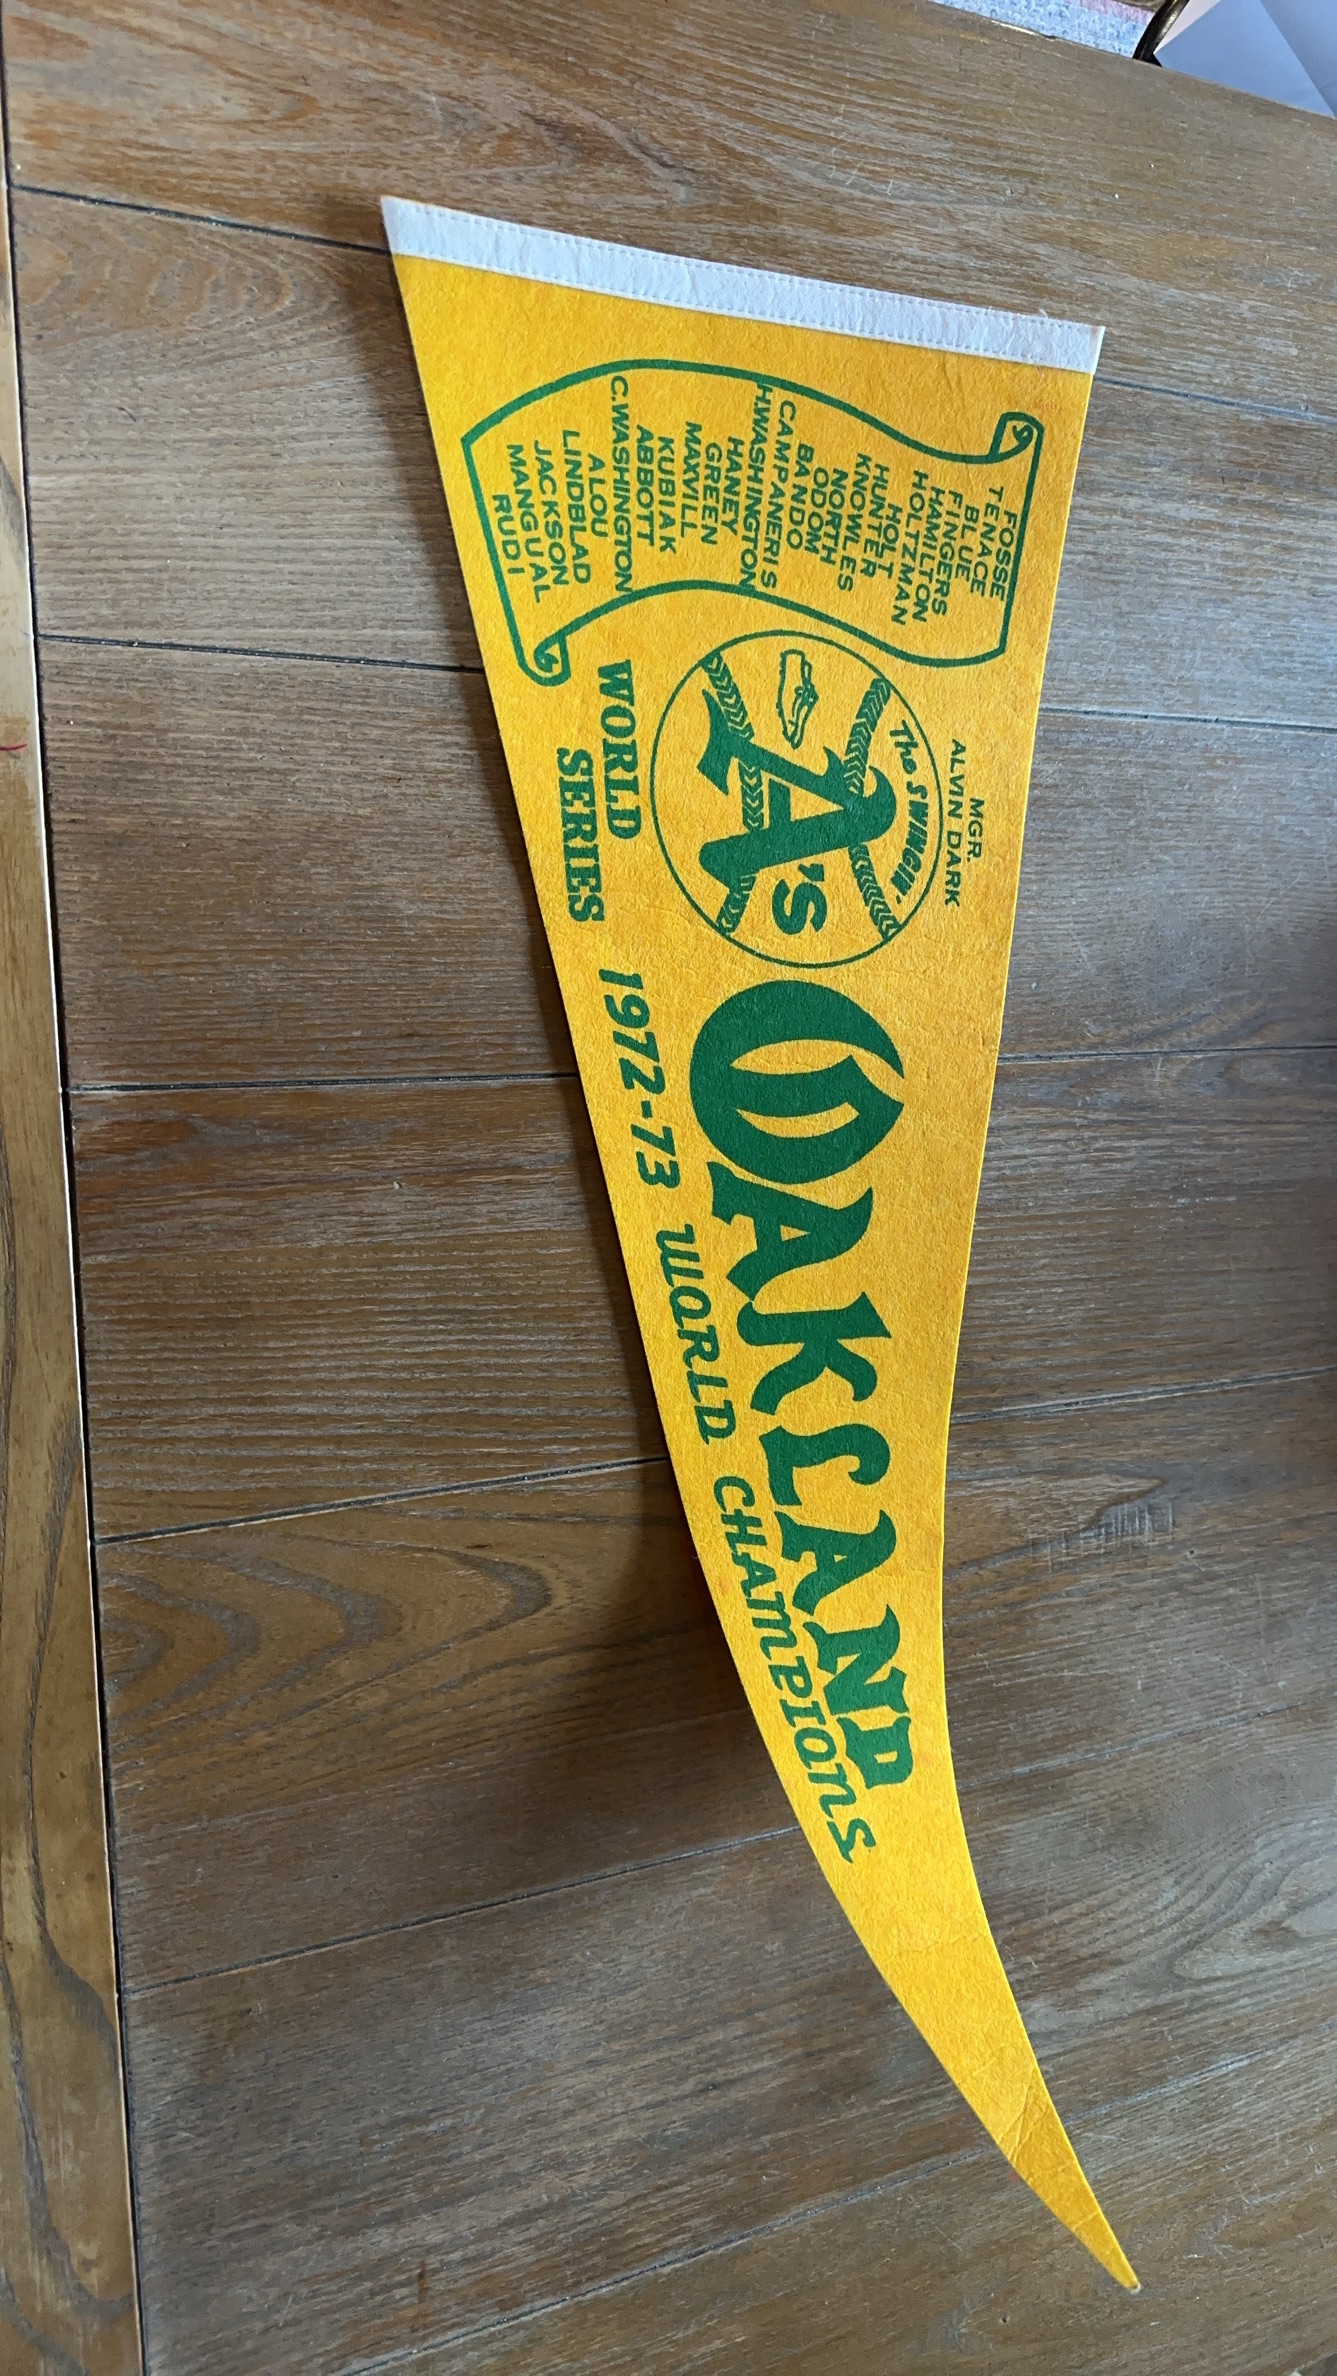 FOSSE
TENACE
BLUE
FINGERS
HAMILTON
HOLTZMAN
HOLT
HUNTER
KNOWLES
NORTH
ODOM
BANDO
CAMPANERIS
H.WASHINGTON
HANEY
GREEN
MAXVILL
KUBIAK
ABBOTT
C.WASHINGTON
ALOU
LINDBLAD
JACKSON
MANGUAL
RUDI
MGR.
ALVIN DARK
The SWINGIN'
A's
WORLD
SERIES
OAKLAND
1972-73 WORLD CHAMPIONS